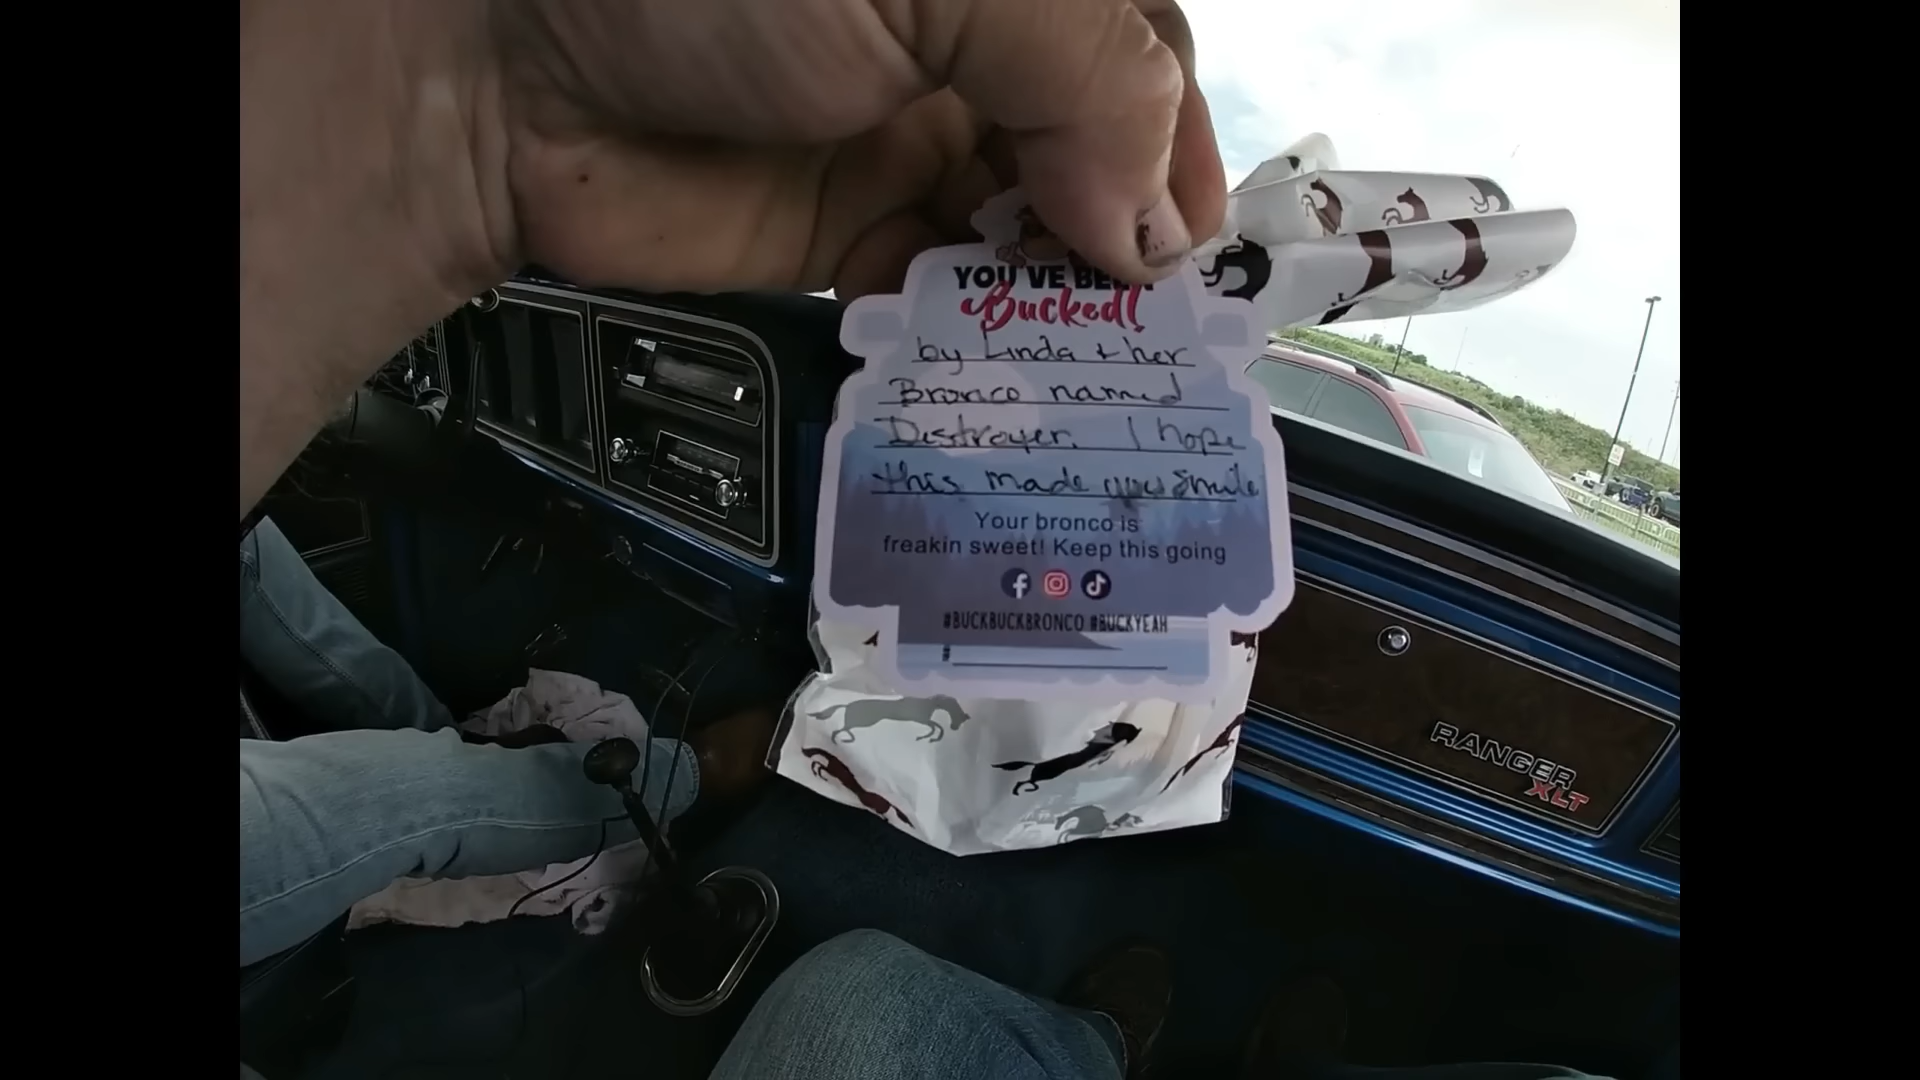 YOU'VE BEEN
Bucked!
by Linda & her
Bronco named
Destroyer. I hope
this made you smile
Your bronco is
freakin sweet! Keep this going
#BUCKBUCKBRONCO #BUCKYEAH
#
RANGER
XLT